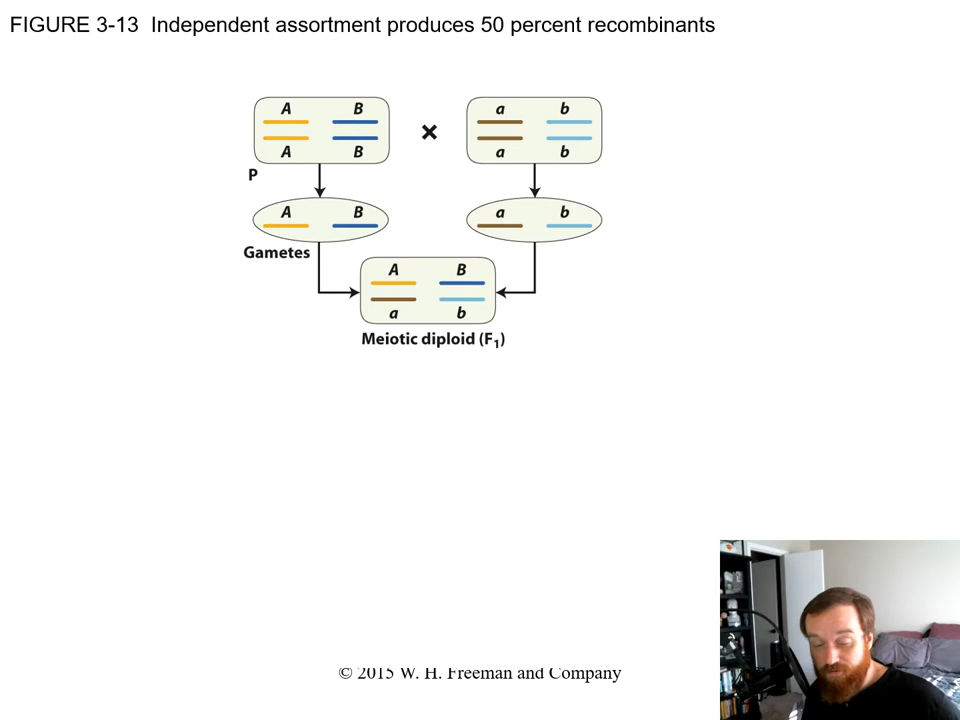 FIGURE 3-13 Independent assortment produces 50 percent recombinants
A B a b
A B a b
P
A B a b
Gametes
A B
a b
Meiotic diploid (F1)
© 2015 W. H. Freeman and Company